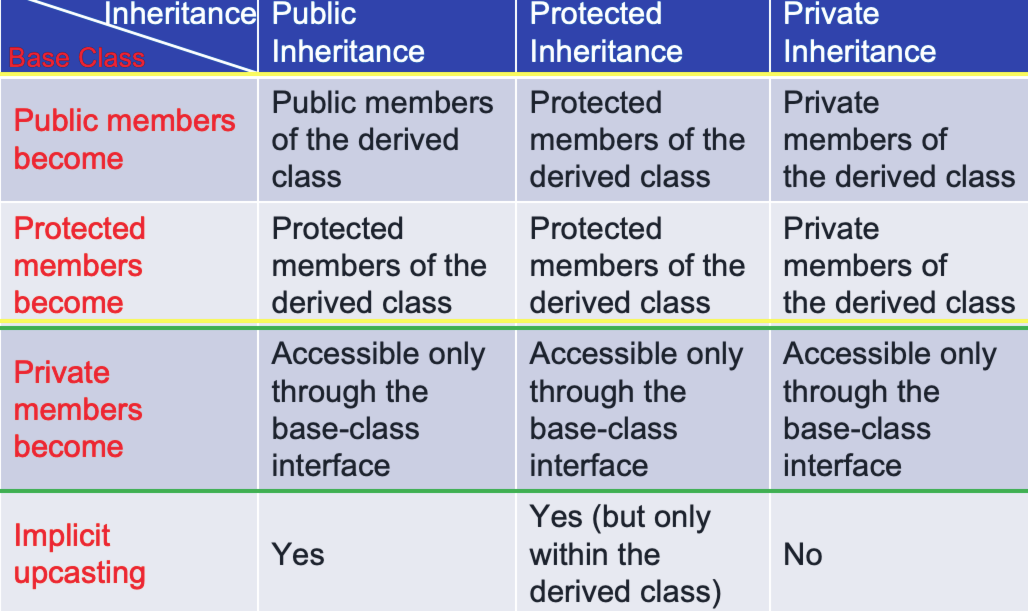 Inheritance
Base Class
Public
Inheritance
Protected
Inheritance
Private
Inheritance
Public members
become
Public members
of the derived
class
Protected
members of the
derived class
Private
members of
the derived class
Protected
members
become
Protected
members of the
derived class
Protected
members of the
derived class
Private
members of
the derived class
Private
members
become
Accessible only
through the
base-class
interface
Accessible only
through the
base-class
interface
Accessible only
through the
base-class
interface
Implicit
upcasting
Yes
Yes (but only
within the
derived class)
No